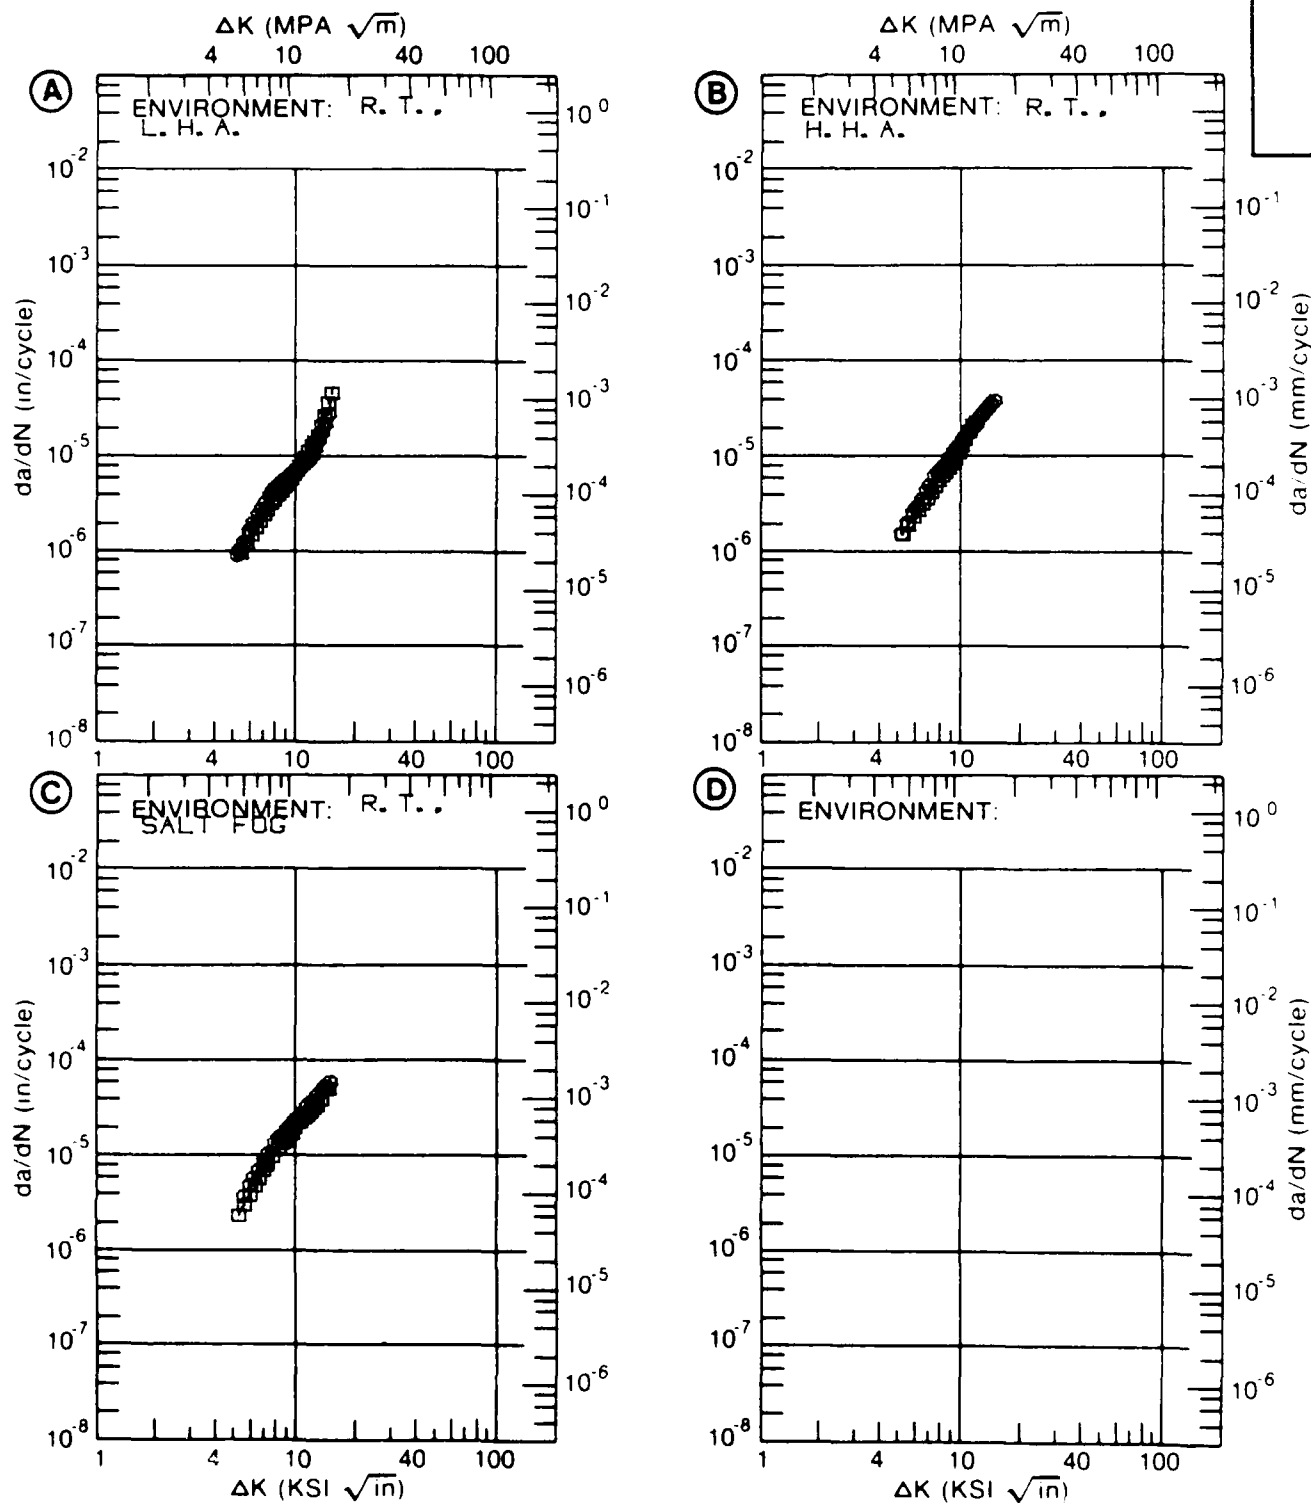 ΔK (MPA √m)
4 10 40 100
ΔK (MPA √m)
4 10 40 100
A
ENVIRONMENT: R. T.,
L. H. A.
10⁰
10⁻¹
10⁻²
10⁻³
10⁻⁴
10⁻⁵
10⁻⁶
10⁻²
10⁻³
10⁻⁴
10⁻⁵
10⁻⁶
10⁻⁷
10⁻⁸
da/dN (in/cycle)
1 4 10 40 100
B
ENVIRONMENT: R. T.,
H. H. A.
10⁻²
10⁻³
10⁻⁴
10⁻⁵
10⁻⁶
10⁻⁷
10⁻⁸
10⁻¹
10⁻²
10⁻³
10⁻⁴
10⁻⁵
10⁻⁶
da/dN (mm/cycle)
1 4 10 40 100
C
ENVIRONMENT: R. T.,
SALT FOG
10⁰
10⁻¹
10⁻²
10⁻³
10⁻⁴
10⁻⁵
10⁻⁶
10⁻²
10⁻³
10⁻⁴
10⁻⁵
10⁻⁶
10⁻⁷
10⁻⁸
da/dN (in/cycle)
1 4 10 40 100
ΔK (KSI √in)
D
ENVIRONMENT:
10⁰
10⁻¹
10⁻²
10⁻³
10⁻⁴
10⁻⁵
10⁻⁶
10⁻²
10⁻³
10⁻⁴
10⁻⁵
10⁻⁶
10⁻⁷
10⁻⁸
da/dN (mm/cycle)
1 4 10 40 100
ΔK (KSI √in)